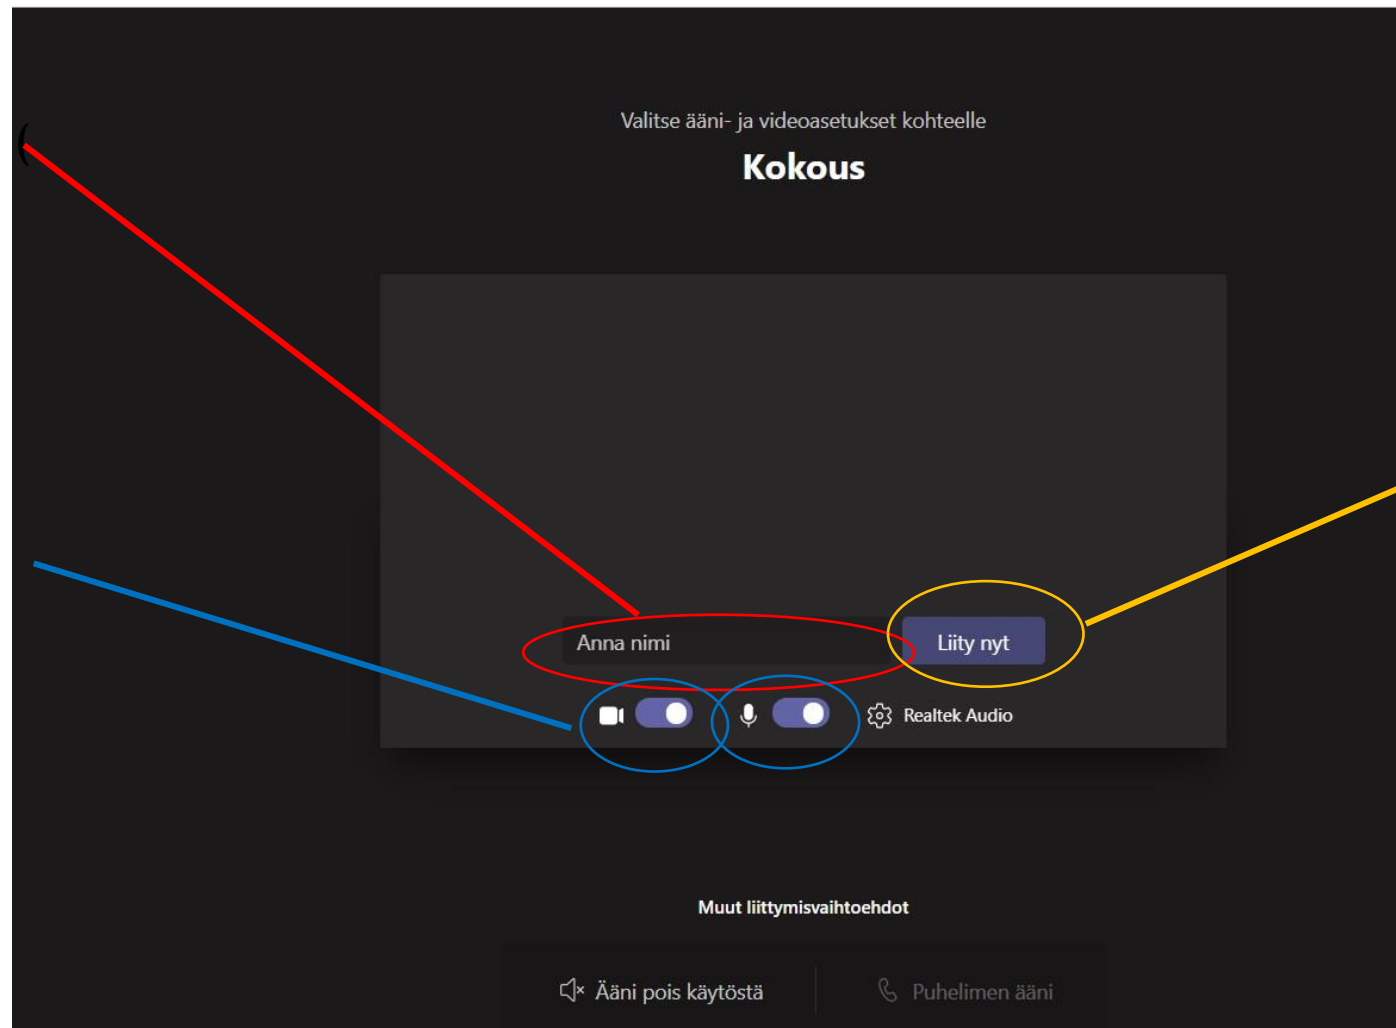 Valitse ääni- ja videoasetukset kohteelle
Kokous
(
Anna nimi
Liity nyt
Realtek Audio
Muut liittymisvaihtoehdot
Ääni pois käytöstä
Puhelimen ääni